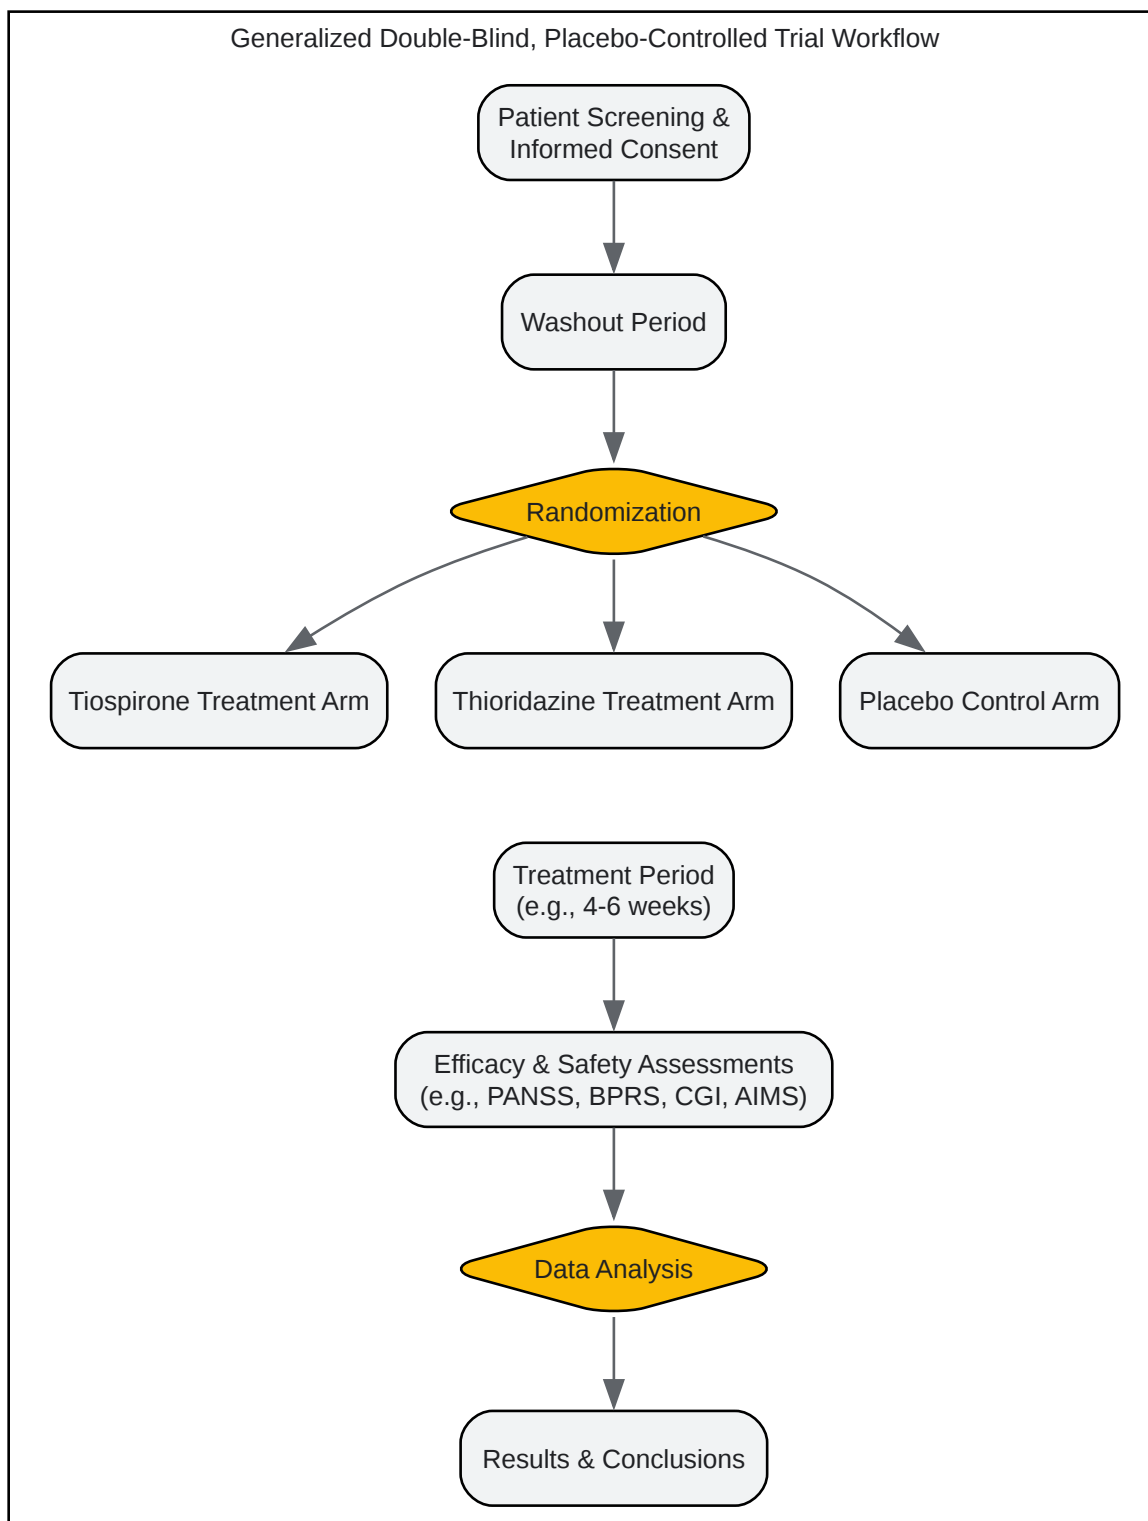 Generalized Double-Blind, Placebo-Controlled Trial Workflow
Patient Screening &
Informed Consent
Washout Period
Randomization
Tiospirone Treatment Arm
Thioridazine Treatment Arm
Placebo Control Arm
Treatment Period
(e.g., 4-6 weeks)
Efficacy & Safety Assessments
(e.g., PANSS, BPRS, CGI, AIMS)
Data Analysis
Results & Conclusions